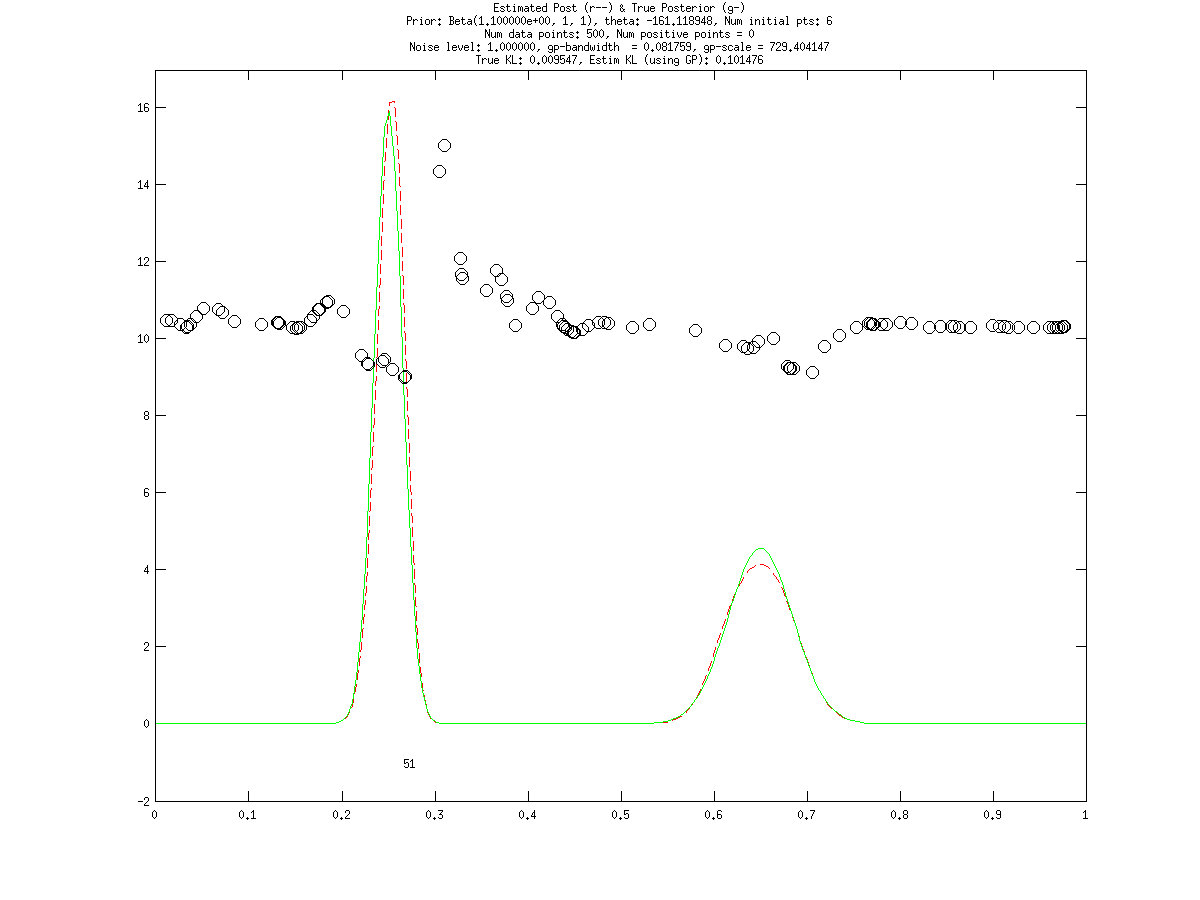 Estimated Post (r--) & True Posterior (g-)
Prior: Beta(1.100000e+00, 1, 1), theta: -161.118948, Num initial pts: 6
Num data points: 500, Num positive points = 0
Noise level: 1.000000, gp-bandwidth  = 0.081759, gp-scale = 729.404147
True KL: 0.009547, Estim KL (using GP): 0.101476
16
14
12
10
8
6
4
2
0
51
-2
0 0.1 0.2 0.3 0.4 0.5 0.6 0.7 0.8 0.9 1